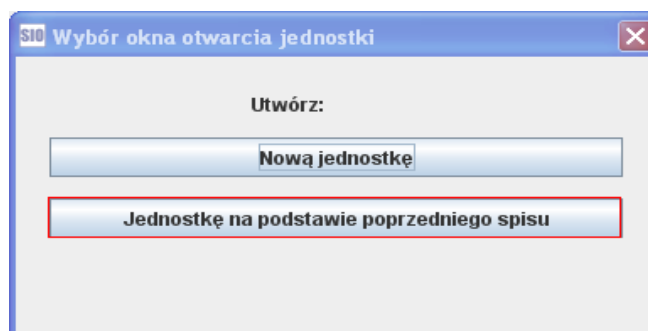 SIO Wybór okna otwarcia jednostki
Utwórz:
Nową jednostkę
Jednostkę na podstawie poprzedniego spisu